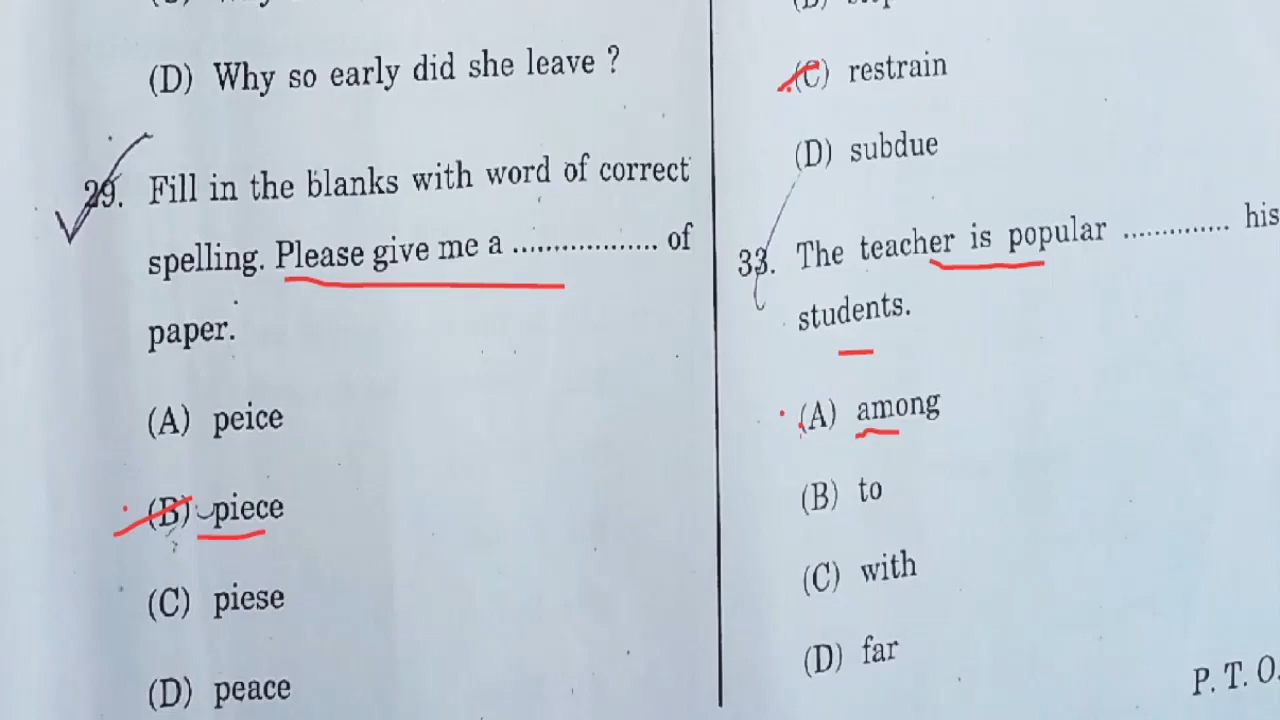 (D) Why so early did she leave ?
29. Fill in the blanks with word of correct
spelling. Please give me a .................. of
paper.
(A) peice
(B) piece
(C) piese
(D) peace
(C) restrain
(D) subdue
33. The teacher is popular ............. his
students.
(A) among
(B) to
(C) with
(D) far
P. T. O.